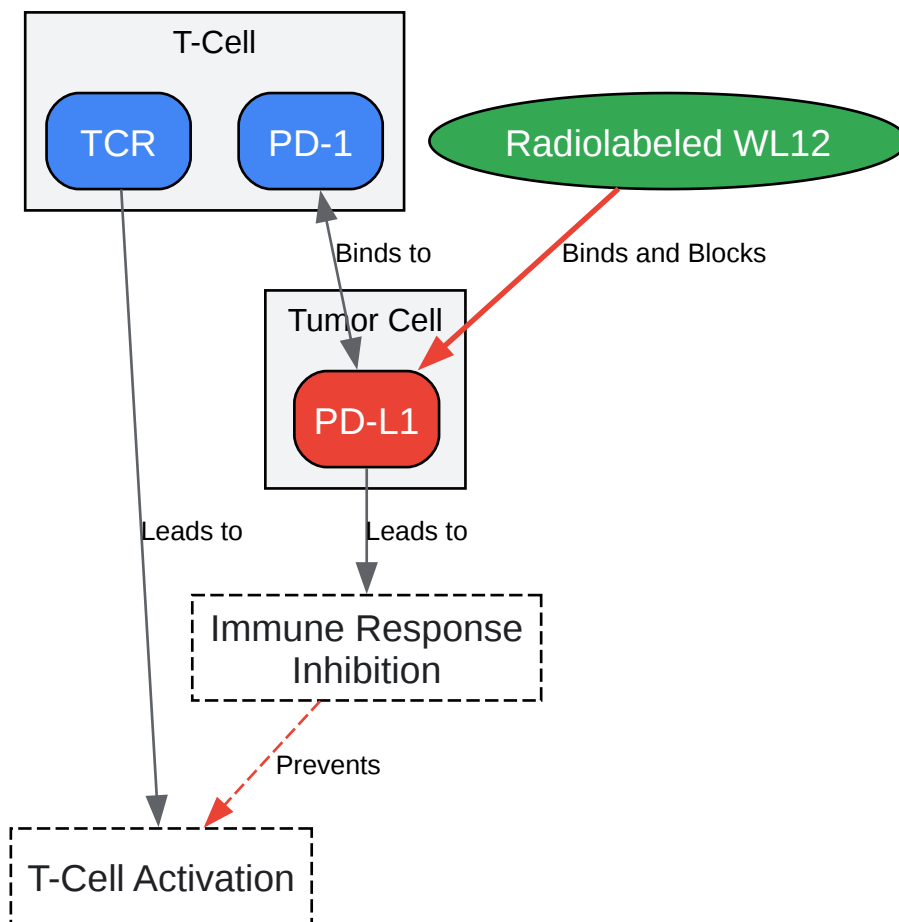 T-Cell
TCR
PD-1
Radiolabeled WL12
Binds to
Binds and Blocks
Tumor Cell
PD-L1
Leads to
Leads to
Immune Response
Inhibition
Prevents
T-Cell Activation